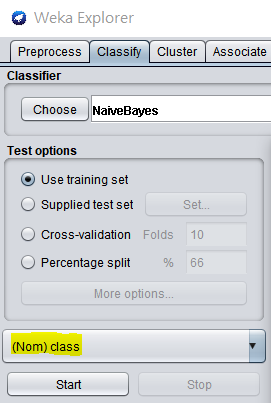 Weka Explorer
Preprocess Classify Cluster Associate
Classifier
Choose NaiveBayes
Test options
Use training set
Supplied test set Set...
Cross-validation Folds 10
Percentage split % 66
More options...
(Nom) class
Start Stop